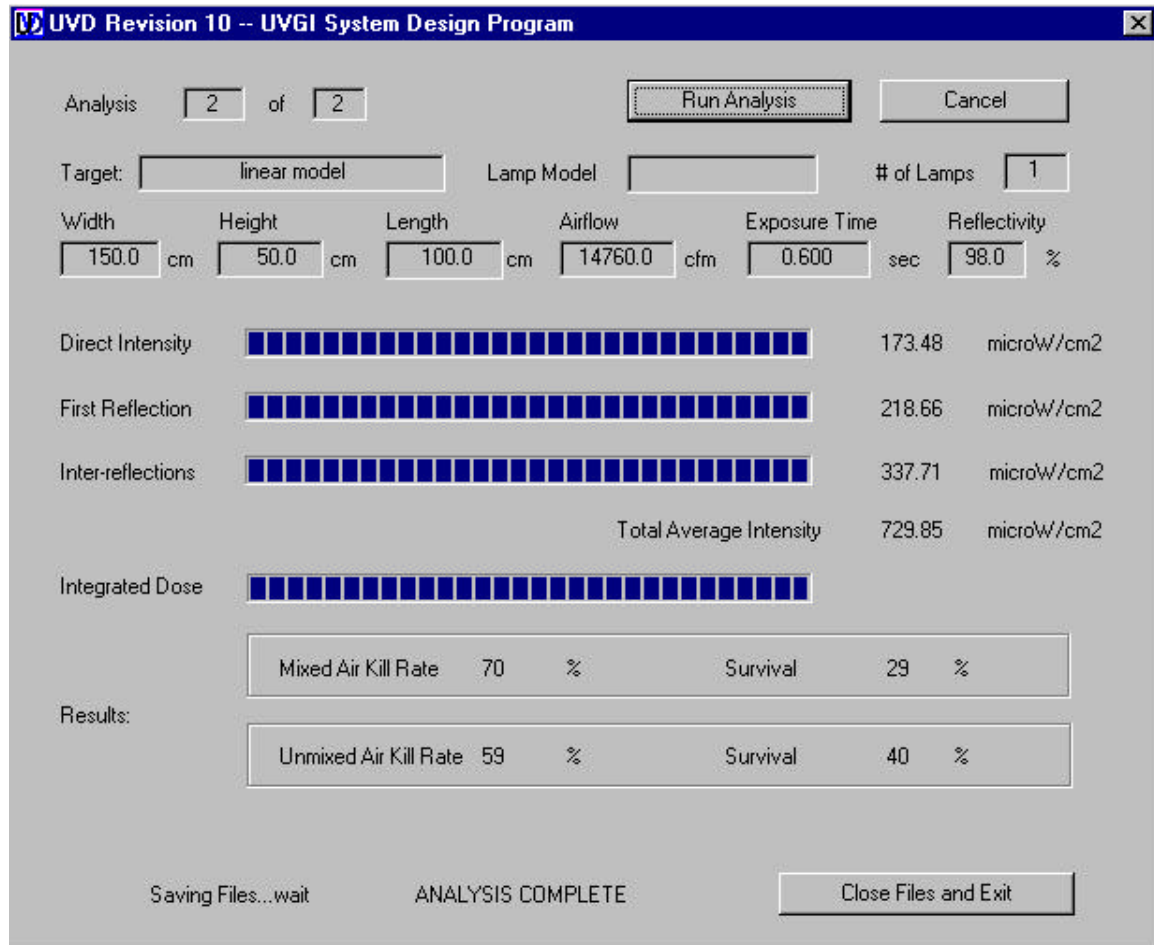 UVD Revision 10 -- UVGI System Design Program
Analysis 2 of 2 Run Analysis Cancel
Target: linear model Lamp Model # of Lamps 1
Width Height Length Airflow Exposure Time Reflectivity
150.0 cm 50.0 cm 100.0 cm 14760.0 cfm 0.600 sec 98.0 %
Direct Intensity 173.48 microW/cm2
First Reflection 218.66 microW/cm2
Inter-reflections 337.71 microW/cm2
Total Average Intensity 729.85 microW/cm2
Integrated Dose
Mixed Air Kill Rate 70 % Survival 29 %
Results:
Unmixed Air Kill Rate 59 % Survival 40 %
Saving Files...wait ANALYSIS COMPLETE Close Files and Exit